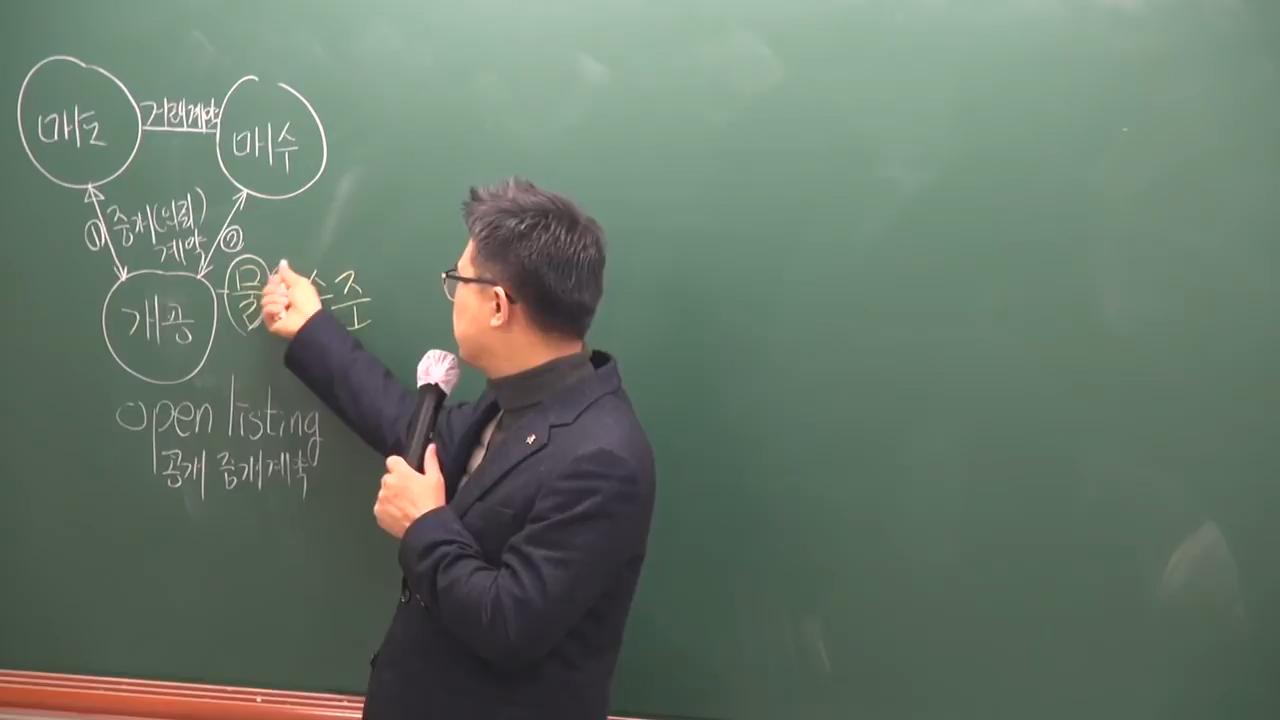 매도 거래계약 매수
① 중개(의뢰) ②
계약
개공
open listing
공개 중개계약